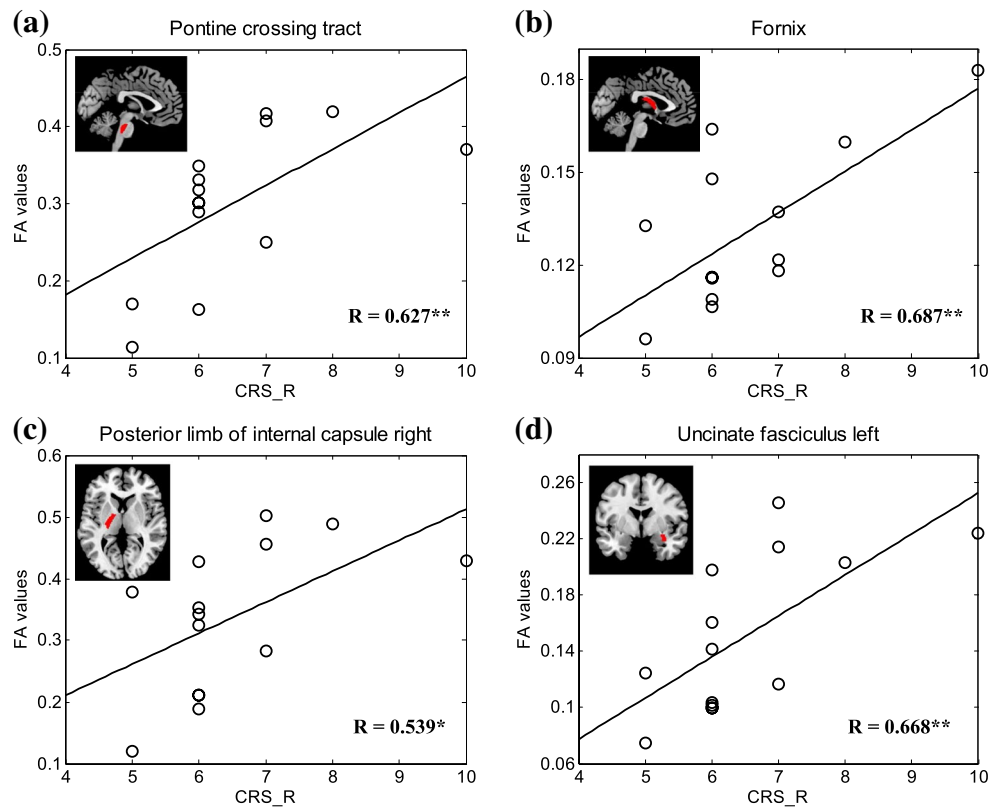 (a)
Pontine crossing tract
0.5
0.4
0.3
0.2
0.1
FA values
4 5 6 7 8 9 10
CRS_R
R = 0.627**
(b)
Fornix
0.18
0.15
0.12
0.09
FA values
4 5 6 7 8 9 10
CRS_R
R = 0.687**
(c)
Posterior limb of internal capsule right
0.6
0.5
0.4
0.3
0.2
0.1
FA values
4 5 6 7 8 9 10
CRS_R
R = 0.539*
(d)
Uncinate fasciculus left
0.26
0.22
0.18
0.14
0.1
0.06
FA values
4 5 6 7 8 9 10
CRS_R
R = 0.668**